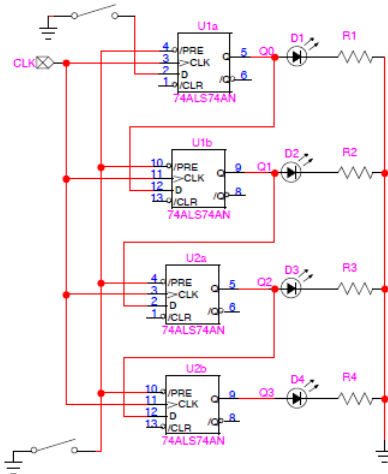 U1a
4 /PRE Q 5 Q0 D1 R1
CLK
3 CLK
2 D /Q 6
1 /CLR
74ALS74AN
U1b
10 /PRE Q 9 Q1 D2 R2
11 CLK
12 D /Q 8
13 /CLR
74ALS74AN
U2a
4 /PRE Q 5 Q2 D3 R3
3 CLK
2 D /Q 6
1 /CLR
74ALS74AN
U2b
10 /PRE Q 9 Q3 D4 R4
11 CLK
12 D /Q 8
13 /CLR
74ALS74AN